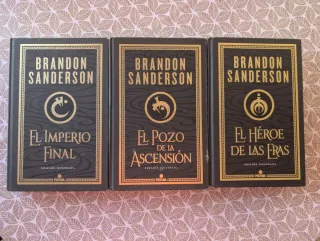 BRANDON
SANDERSON
EL IMPERIO
FINAL
BRANDON
SANDERSON
EL POZO
DE LA
ASCENSIÓN
BRANDON
SANDERSON
EL HÉROE
DE LAS ERAS